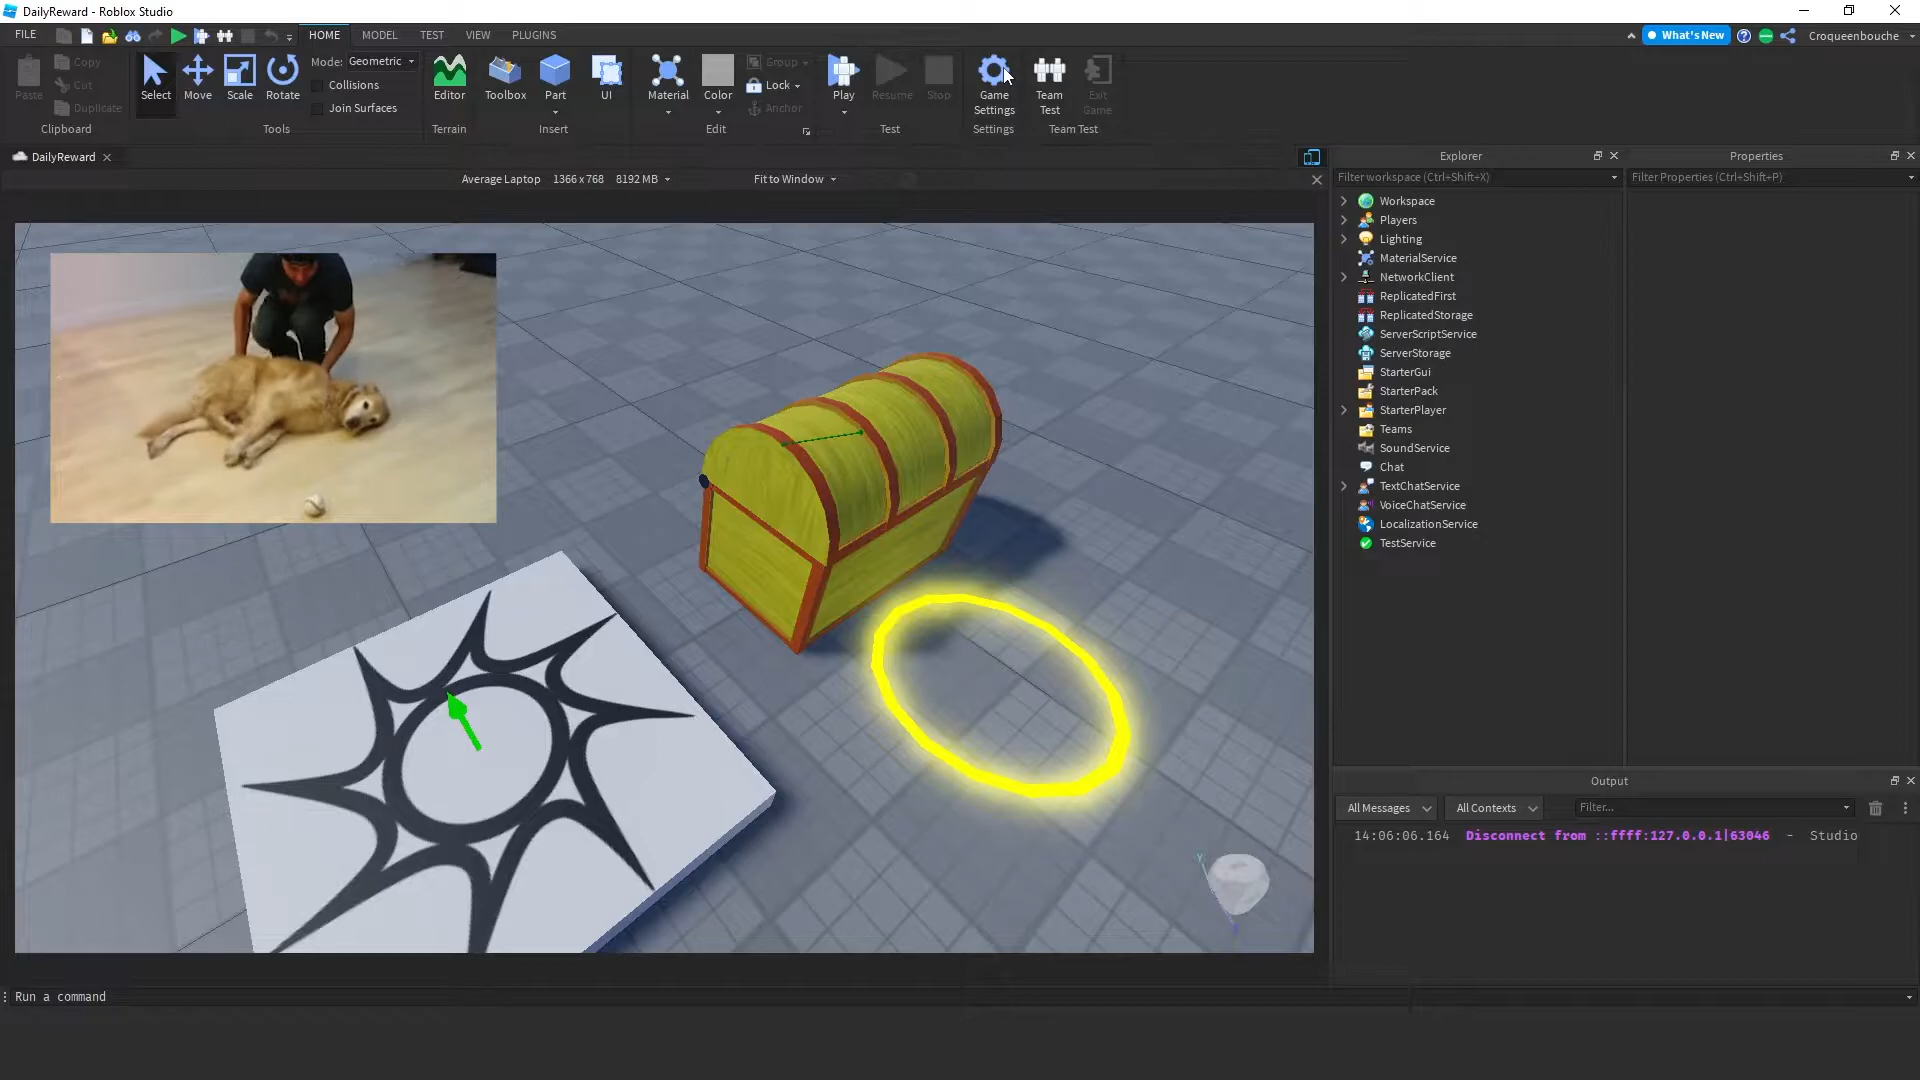 DailyReward - Roblox Studio
FILE
HOME
MODEL
TEST
VIEW
PLUGINS
What's New
Croqueenbouche
Paste
Copy
Cut
Duplicate
Clipboard
Select
Move
Scale
Rotate
Mode: Geometric
Collisions
Join Surfaces
Tools
Editor
Terrain
Toolbox
Part
UI
Insert
Material
Color
Group
Lock
Anchor
Edit
Play
Resume
Stop
Test
Game
Settings
Settings
Team
Test
Exit
Game
Team Test
DailyReward
Average Laptop 1366 x 768 8192 MB
Fit to Window
Explorer
Filter workspace (Ctrl+Shift+X)
Workspace
Players
Lighting
MaterialService
NetworkClient
ReplicatedFirst
ReplicatedStorage
ServerScriptService
ServerStorage
StarterGui
StarterPack
StarterPlayer
Teams
SoundService
Chat
TextChatService
VoiceChatService
LocalizationService
TestService
Properties
Filter Properties (Ctrl+Shift+P)
Output
All Messages
All Contexts
Filter...
14:06:06.164 Disconnect from ::ffff:127.0.0.1|63046 - Studio
Y
Run a command